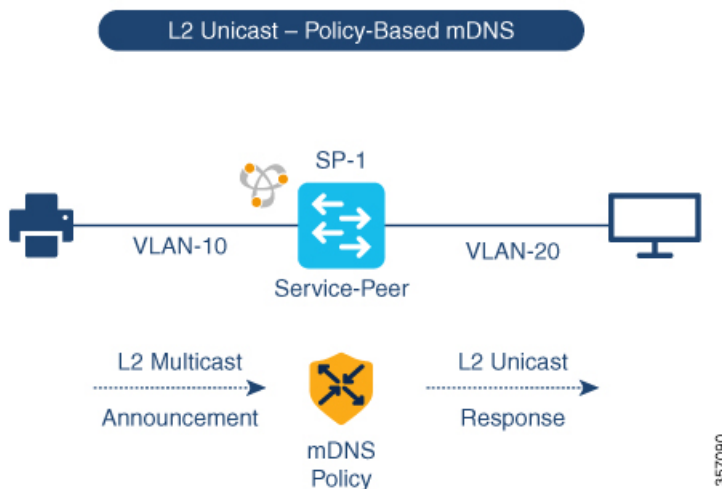 L2 Unicast – Policy-Based mDNS
SP-1
VLAN-10
VLAN-20
Service-Peer
L2 Multicast
Announcement
mDNS
Policy
L2 Unicast
Response
357090